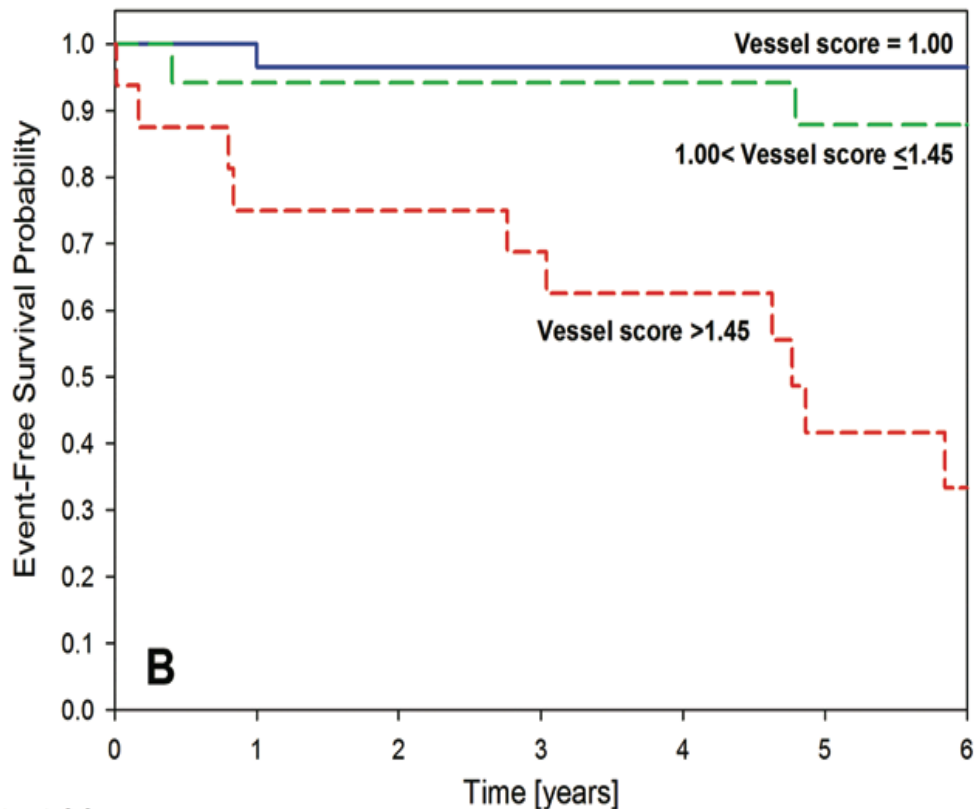 Event-Free Survival Probability
1.0
0.9
0.8
0.7
0.6
0.5
0.4
0.3
0.2
0.1
0.0
Vessel score = 1.00
1.00< Vessel score ≤1.45
Vessel score >1.45
B
0 1 2 3 4 5 6
Time [years]